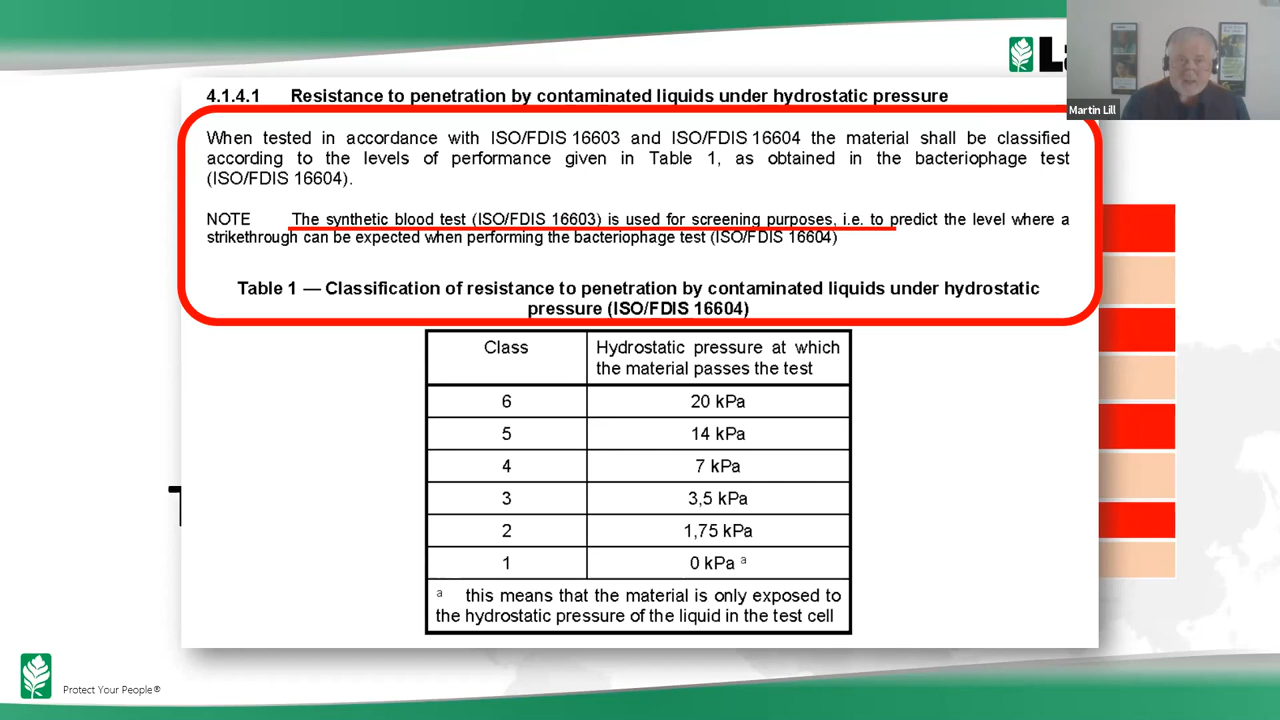 La
Martin Lill
4.1.4.1 Resistance to penetration by contaminated liquids under hydrostatic pressure
When tested in accordance with ISO/FDIS 16603 and ISO/FDIS 16604 the material shall be classified
according to the levels of performance given in Table 1, as obtained in the bacteriophage test
(ISO/FDIS 16604).
NOTE The synthetic blood test (ISO/FDIS 16603) is used for screening purposes, i.e. to predict the level where a
strikethrough can be expected when performing the bacteriophage test (ISO/FDIS 16604)
Table 1 — Classification of resistance to penetration by contaminated liquids under hydrostatic
pressure (ISO/FDIS 16604)
Class Hydrostatic pressure at which
the material passes the test
6 20 kPa
5 14 kPa
4 7 kPa
3 3,5 kPa
2 1,75 kPa
1 0 kPa a
a this means that the material is only exposed to
the hydrostatic pressure of the liquid in the test cell
Protect Your People®